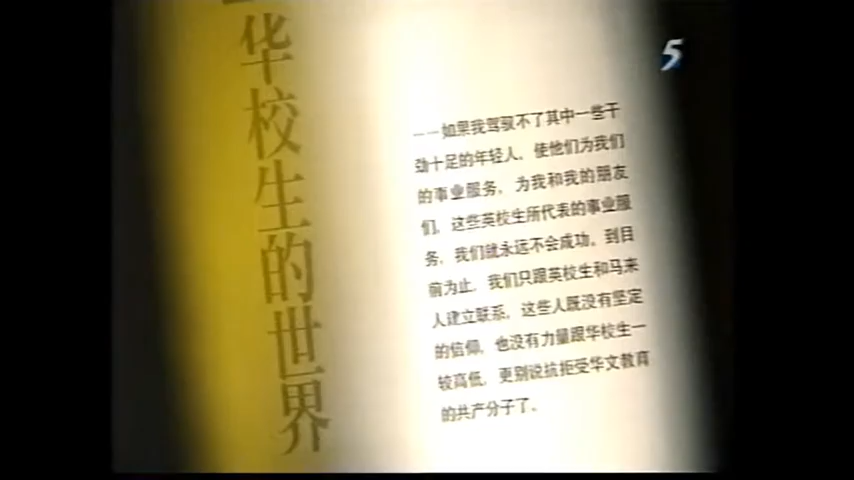 华校生的世界
5
——如果我驾驭不了其中一些干
劲十足的年轻人，使他们为我们
的事业服务，为我和我的朋友
们，这些英校生所代表的事业服
务，我们就永远不会成功。到目
前为止，我们只跟英校生和马来
人建立联系，这些人既没有坚定
的信仰，也没有力量跟华校生一
较高低，更别说抗拒受华文教育
的共产分子了。